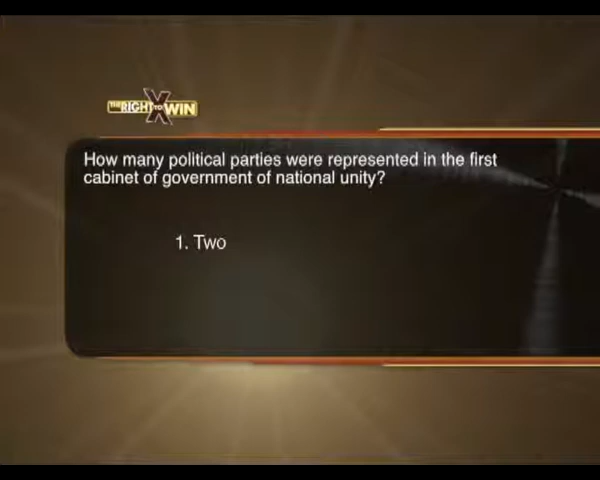 THE RIGHT TO WIN
How many political parties were represented in the first
cabinet of government of national unity?
1. Two